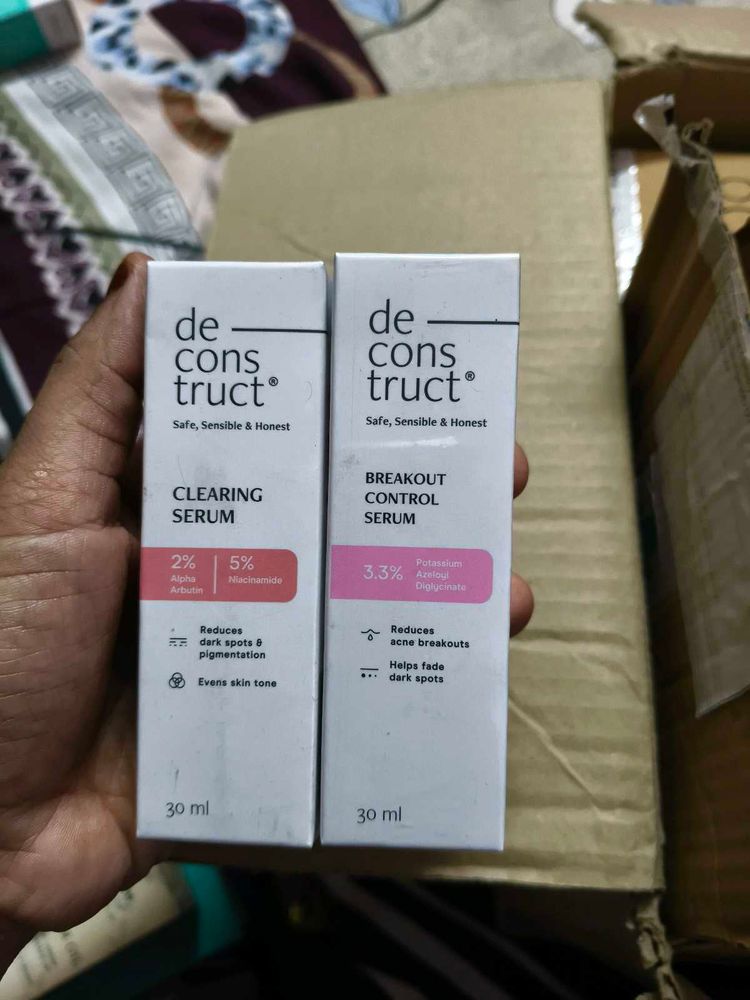 de
cons
truct®
Safe, Sensible & Honest
CLEARING
SERUM
2%
Alpha
Arbutin
5%
Niacinamide
Reduces
dark spots &
pigmentation
Evens skin tone
30 ml
de
cons
truct®
Safe, Sensible & Honest
BREAKOUT
CONTROL
SERUM
3.3%
Potassium
Azeloyl
Diglycinate
Reduces
acne breakouts
Helps fade
dark spots
30 ml